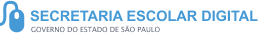 SECRETARIA ESCOLAR DIGITAL
GOVERNO DO ESTADO DE SÃO PAULO